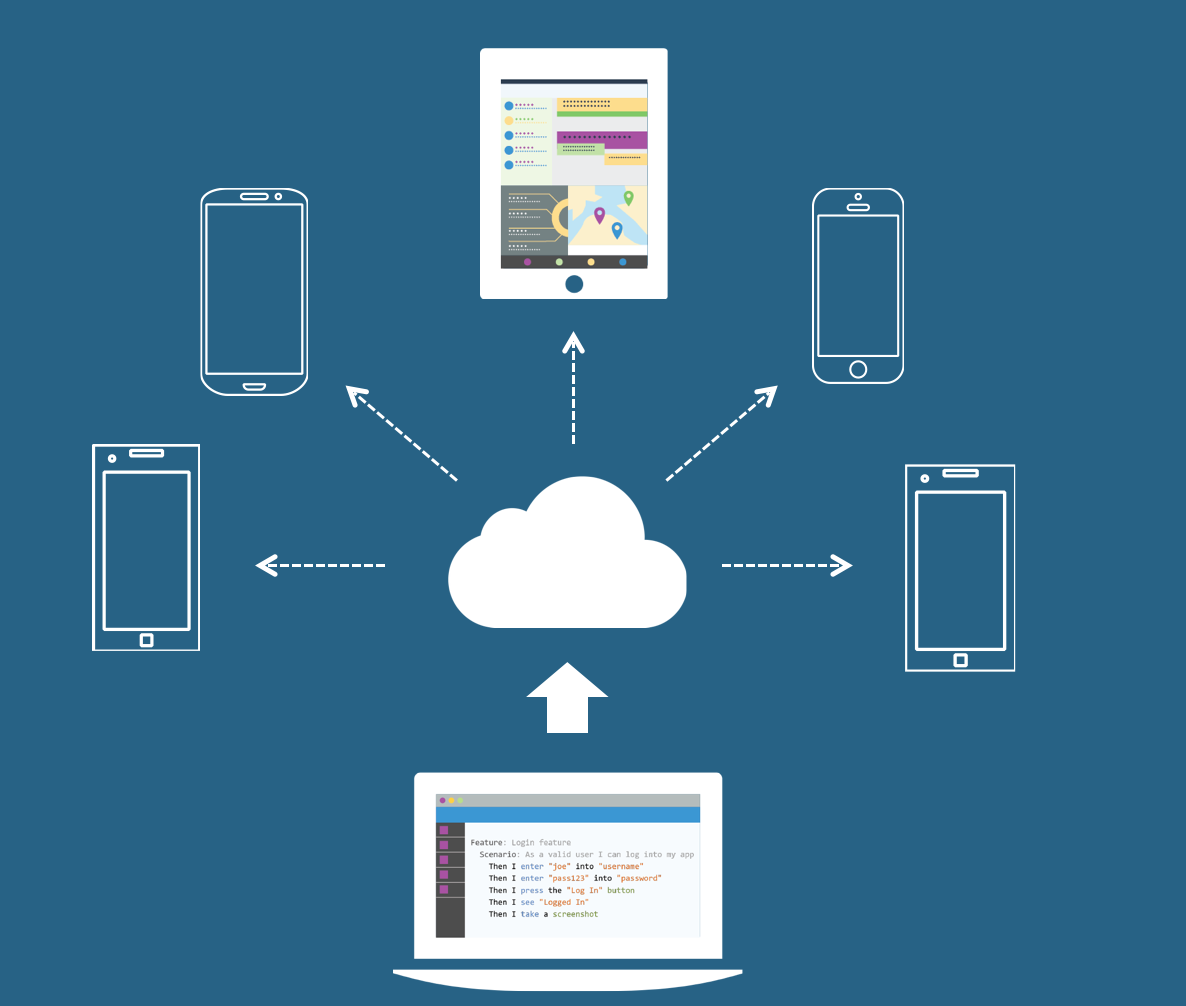 Feature: Login feature
Scenario: As a valid user I can log into my app
Then I enter "joe" into "username"
Then I enter "pass123" into "password"
Then I press the "Log In" button
Then I see "Logged In"
Then I take a screenshot